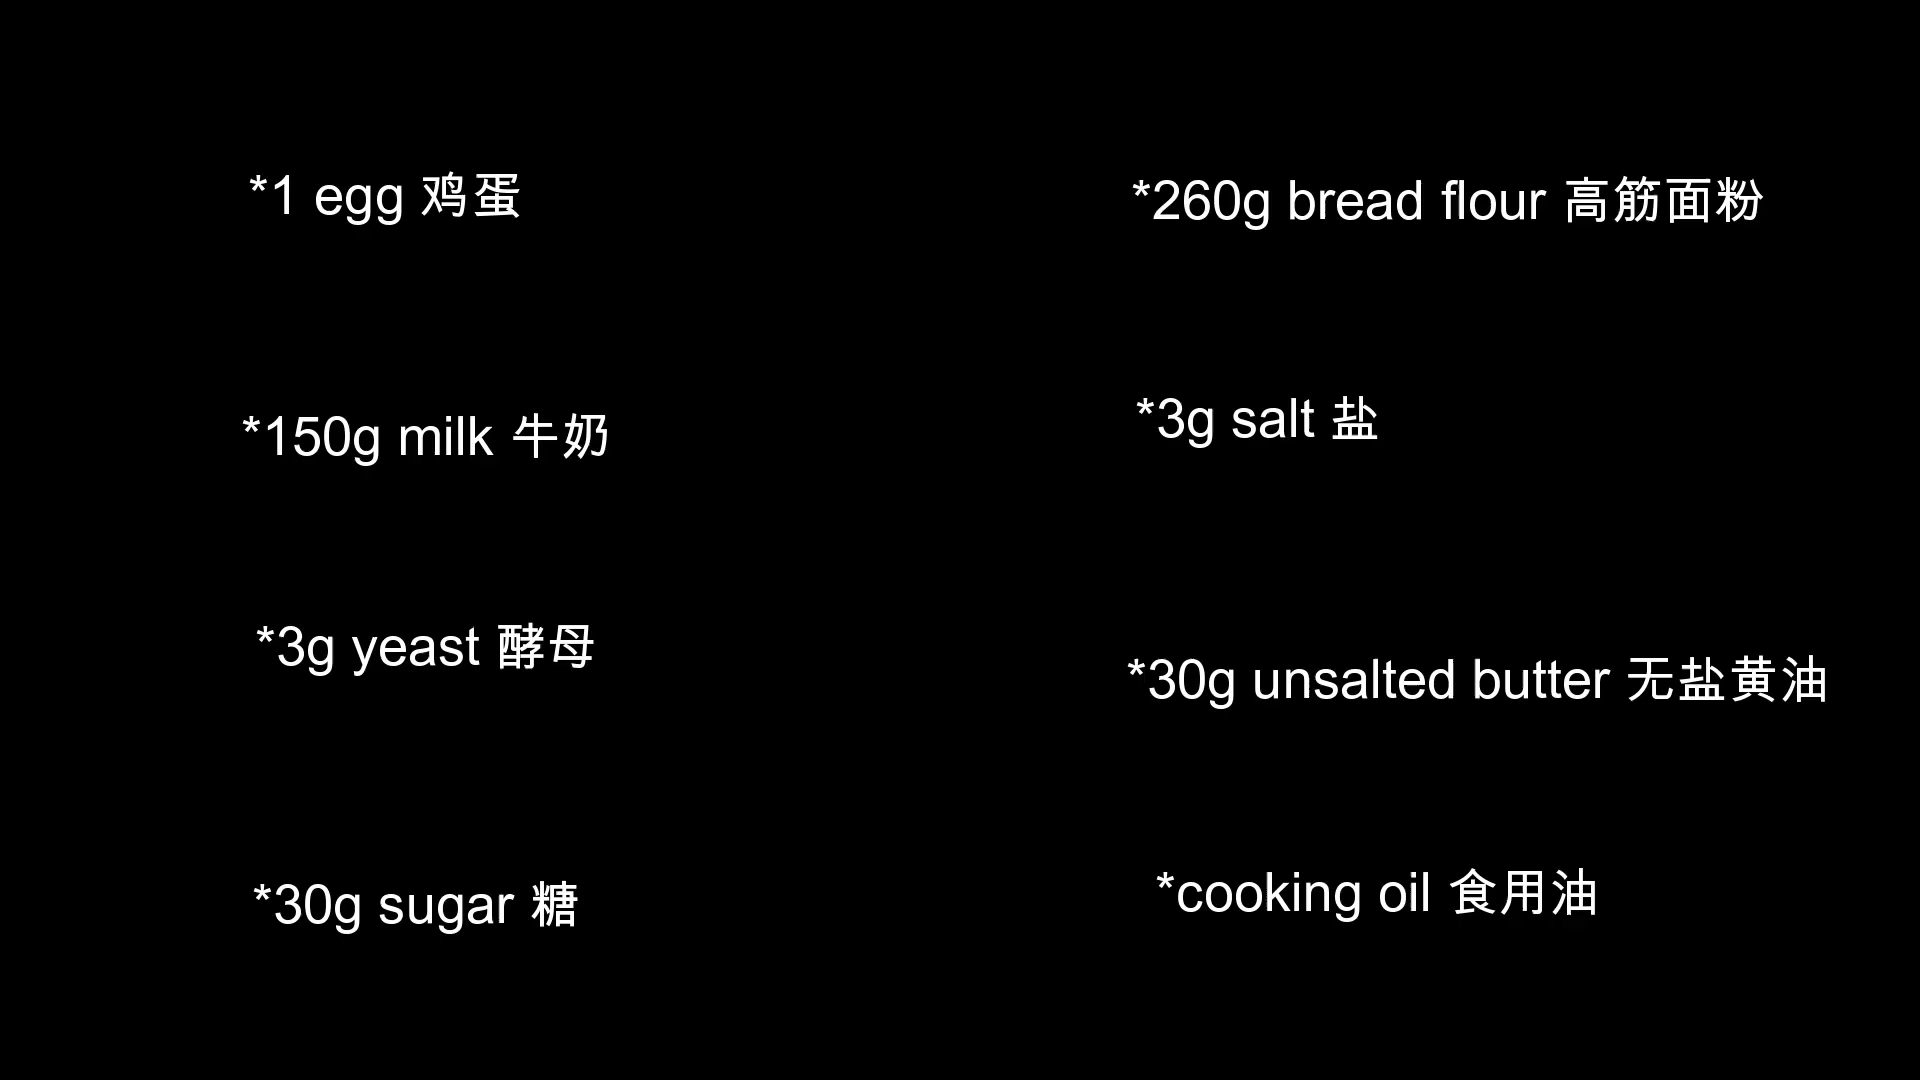 *1 egg 鸡蛋
*150g milk 牛奶
*3g yeast 酵母
*30g sugar 糖
*260g bread flour 高筋面粉
*3g salt 盐
*30g unsalted butter 无盐黄油
*cooking oil 食用油